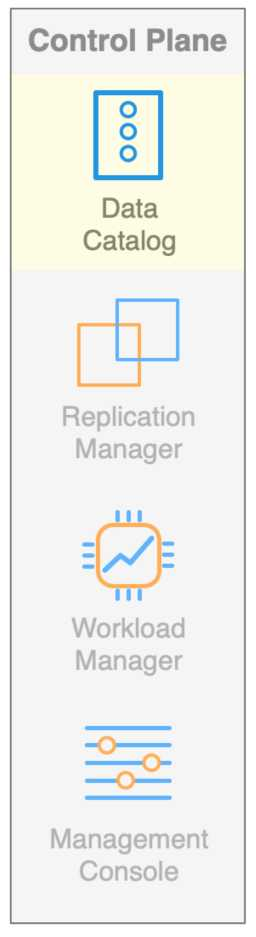 Control Plane
Data
Catalog
Replication
Manager
Workload
Manager
Management
Console